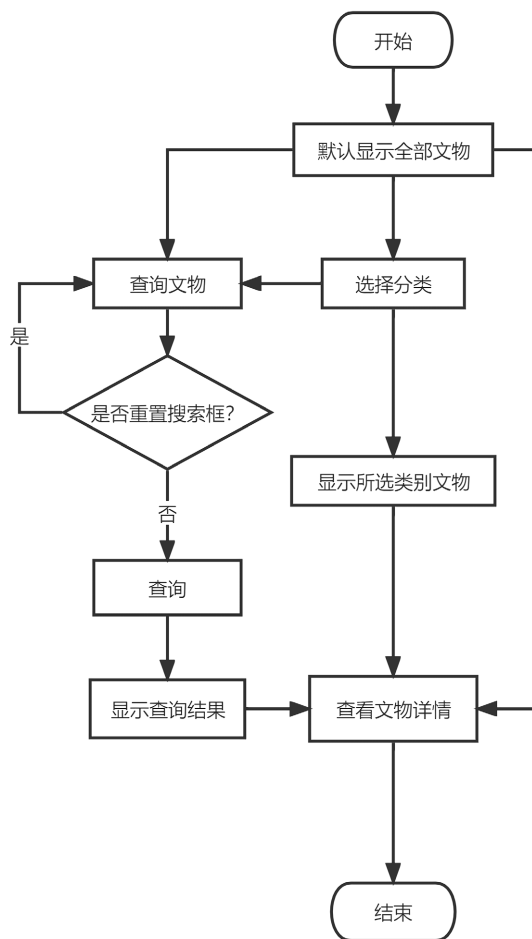 开始
默认显示全部文物
查询文物
选择分类
是
是否重置搜索框?
显示所选类别文物
否
查询
显示查询结果
查看文物详情
结束